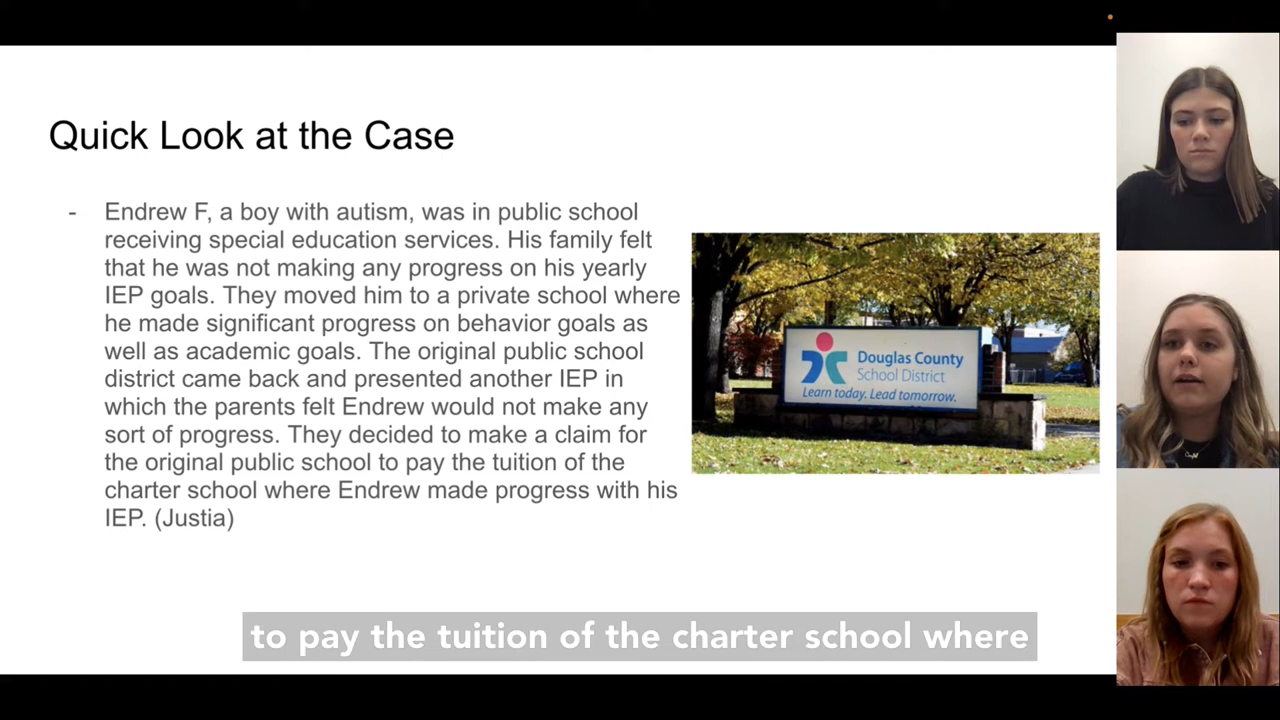 Quick Look at the Case
- Endrew F, a boy with autism, was in public school
receiving special education services. His family felt
that he was not making any progress on his yearly
IEP goals. They moved him to a private school where
he made significant progress on behavior goals as
well as academic goals. The original public school
district came back and presented another IEP in
which the parents felt Endrew would not make any
sort of progress. They decided to make a claim for
the original public school to pay the tuition of the
charter school where Endrew made progress with his
IEP. (Justia)
Douglas County
School District
Learn today. Lead tomorrow.
to pay the tuition of the charter school where